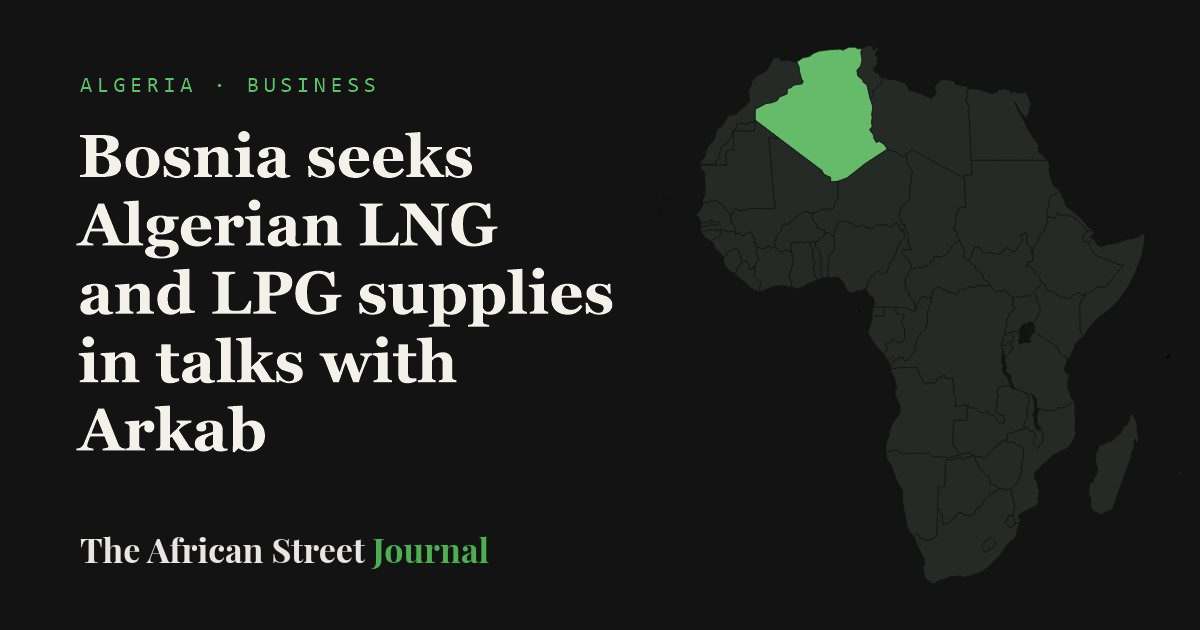 ALGERIA · BUSINESS
Bosnia seeks
Algerian LNG
and LPG supplies
in talks with
Arkab
The African Street Journal